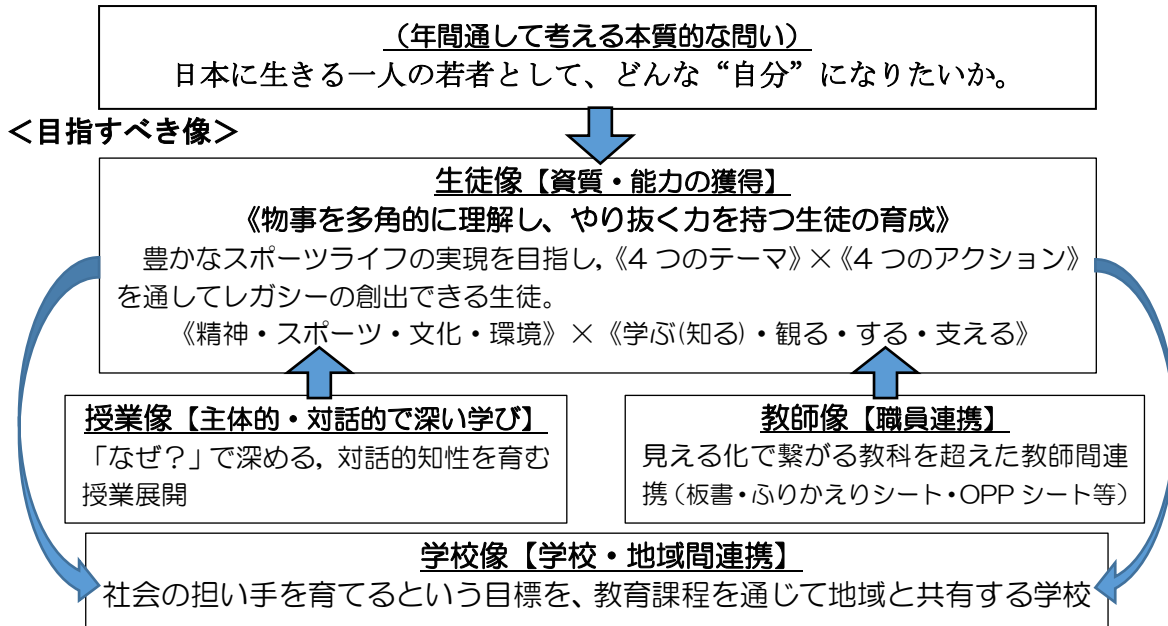 （年間通して考える本質的な問い）
日本に生きる一人の若者として、どんな“自分”になりたいか。
＜目指すべき像＞
生徒像【資質・能力の獲得】
《物事を多角的に理解し、やり抜く力を持つ生徒の育成》
豊かなスポーツライフの実現を目指し,《4 つのテーマ》×《4 つのアクション》
を通してレガシーの創出できる生徒。
《精神・スポーツ・文化・環境》×《学ぶ(知る)・観る・する・支える》
授業像【主体的・対話的で深い学び】
「なぜ？」で深める, 対話的知性を育む
授業展開
教師像【職員連携】
見える化で繋がる教科を超えた教師間連
携（板書・ふりかえりシート・OPP シート等）
学校像【学校・地域間連携】
社会の担い手を育てるという目標を、教育課程を通じて地域と共有する学校